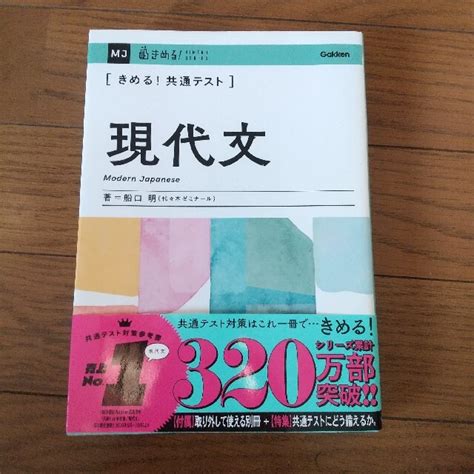 MJ きめる!
Gakken
[きめる!共通テスト]
現代文
Modern Japanese
著=船口 明(代々木ゼミナール)
共通テスト対策はこれ一冊で…きめる!
シリーズ累計
320万部
突破!!
共通テスト対策参考書
売上
No.1
現代文
【付属】取り外して使える別冊+【特集】共通テストにどう備えるか。